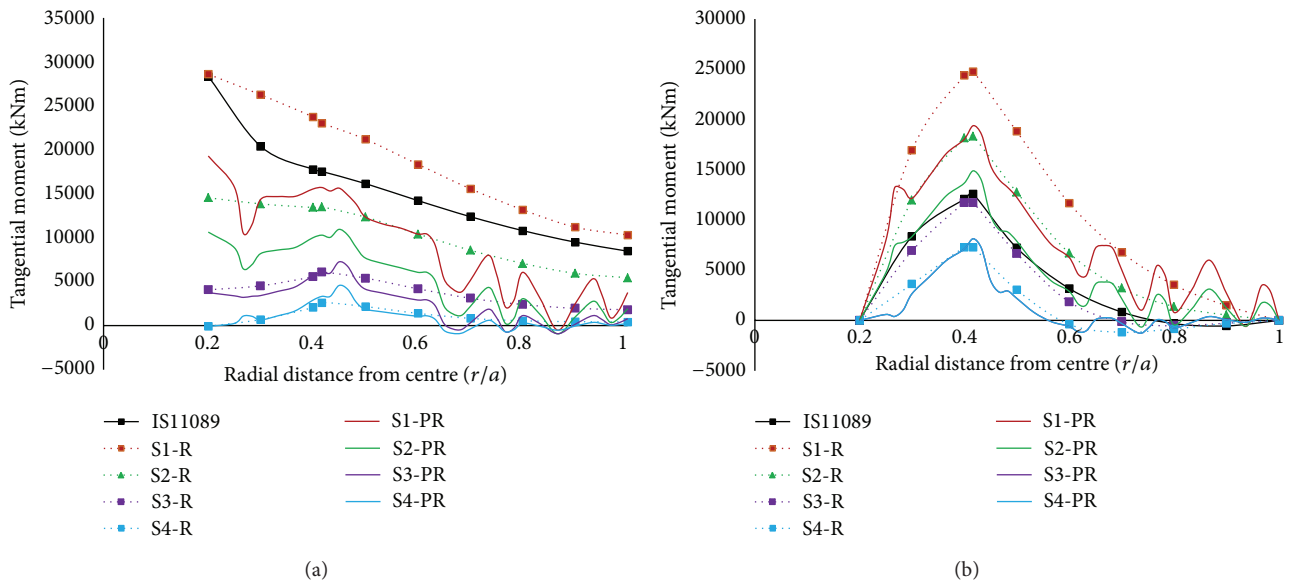 35000
30000
25000
20000
15000
10000
5000
0
−5000
Tangential moment (kNm)
0
0.2
0.4
0.6
0.8
1
Radial distance from centre (r/a)
IS11089
S1-R
S2-R
S3-R
S4-R
S1-PR
S2-PR
S3-PR
S4-PR
(a)
30000
25000
20000
15000
10000
5000
0
−5000
Tangential moment (kNm)
0
0.2
0.4
0.6
0.8
1
Radial distance from centre (r/a)
IS11089
S1-R
S2-R
S3-R
S4-R
S1-PR
S2-PR
S3-PR
S4-PR
(b)